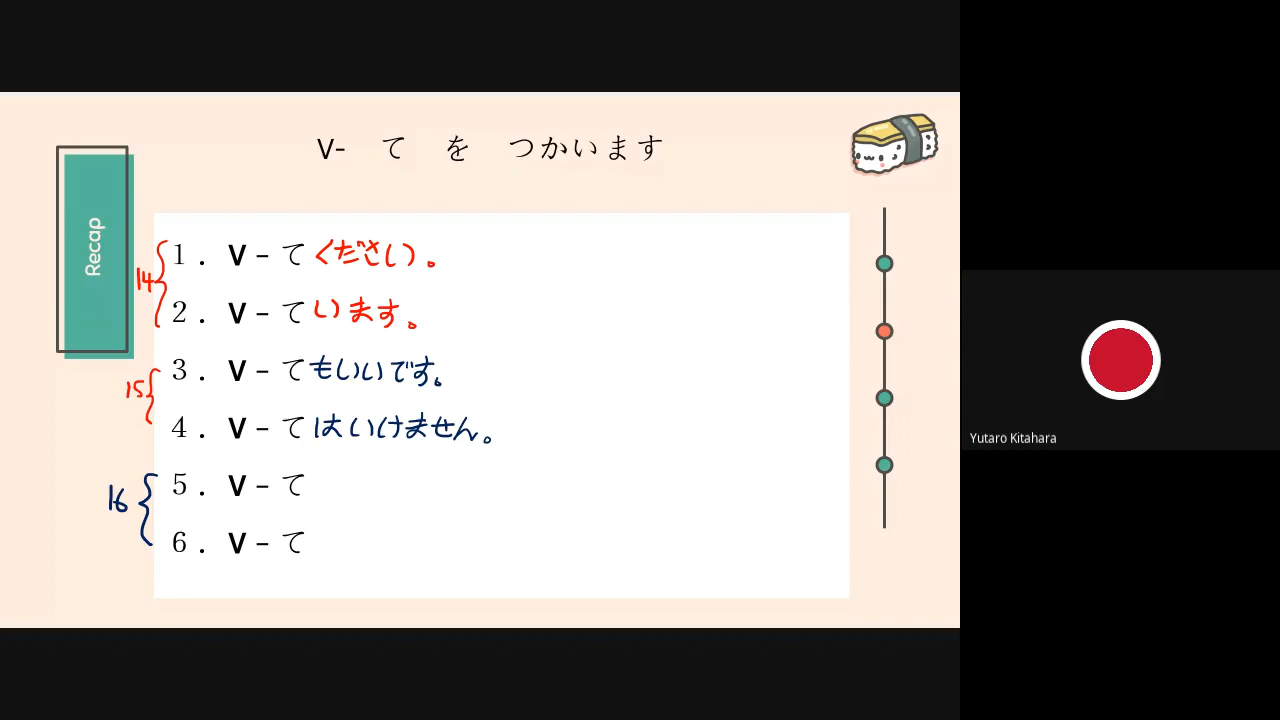 V- て を つかいます
Recap
14
1. V-てください。
2. V-ています。
15
3. V-てもいいです。
4. V-てはいけません。
16
5. V-て
6. V-て
Yutaro Kitahara